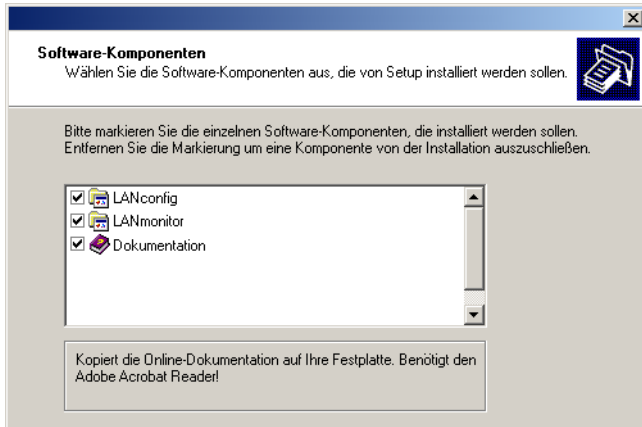 Software-Komponenten
Wählen Sie die Software-Komponenten aus, die von Setup installiert werden sollen.
Bitte markieren Sie die einzelnen Software-Komponenten, die installiert werden sollen.
Entfernen Sie die Markierung um eine Komponente von der Installation auszuschließen.
LANconfig
LANmonitor
Dokumentation
Kopiert die Online-Dokumentation auf Ihre Festplatte. Benötigt den
Adobe Acrobat Reader!